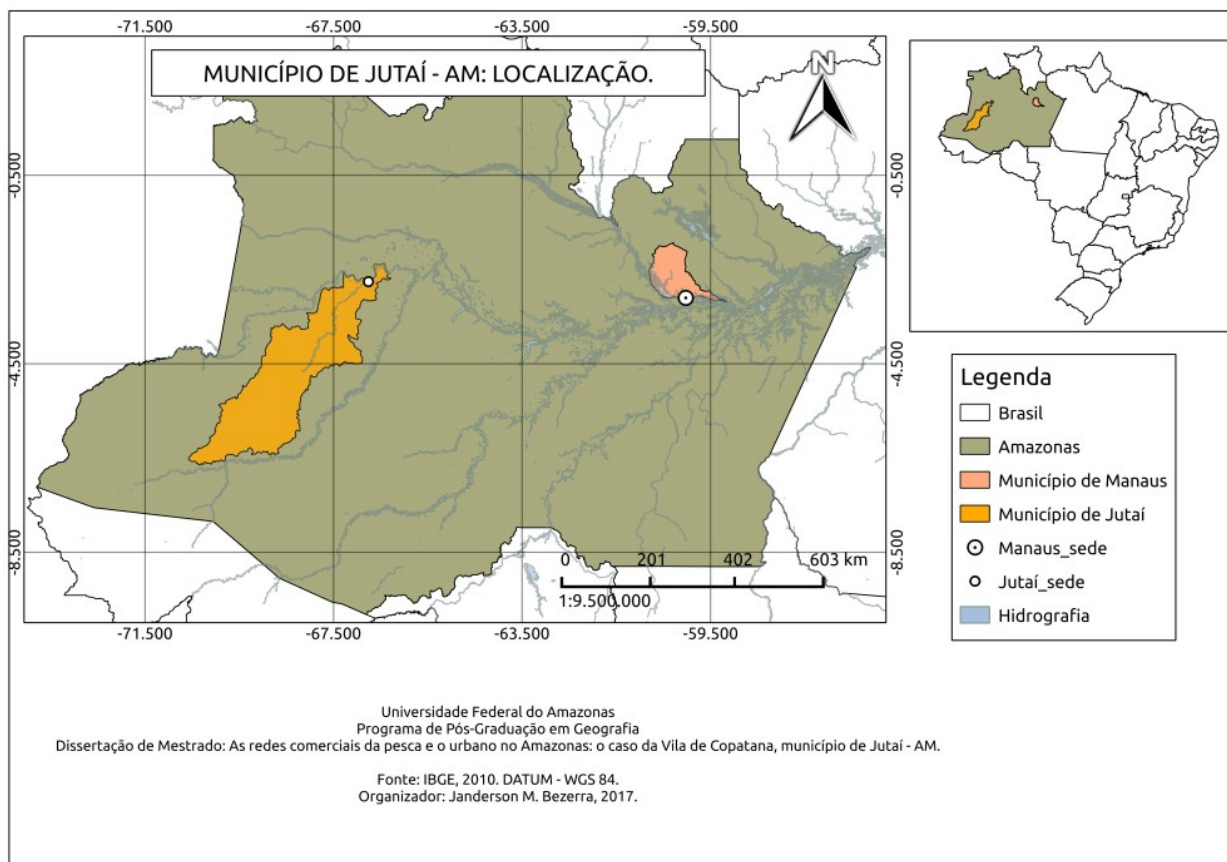 -71.500 -67.500 -63.500 -59.500
MUNICÍPIO DE JUTAÍ - AM: LOCALIZAÇÃO.
N
-0.500 -0.500
-4.500 -4.500
-8.500 -8.500
0 201 402 603 km
1:9.500.000
-71.500 -67.500 -63.500 -59.500
Legenda
Brasil
Amazonas
Município de Manaus
Município de Jutaí
Manaus_sede
Jutaí_sede
Hidrografia
Universidade Federal do Amazonas
Programa de Pós-Graduação em Geografia
Dissertação de Mestrado: As redes comerciais da pesca e o urbano no Amazonas: o caso da Vila de Copatana, município de Jutaí - AM.
Fonte: IBGE, 2010. DATUM - WGS 84.
Organizador: Janderson M. Bezerra, 2017.